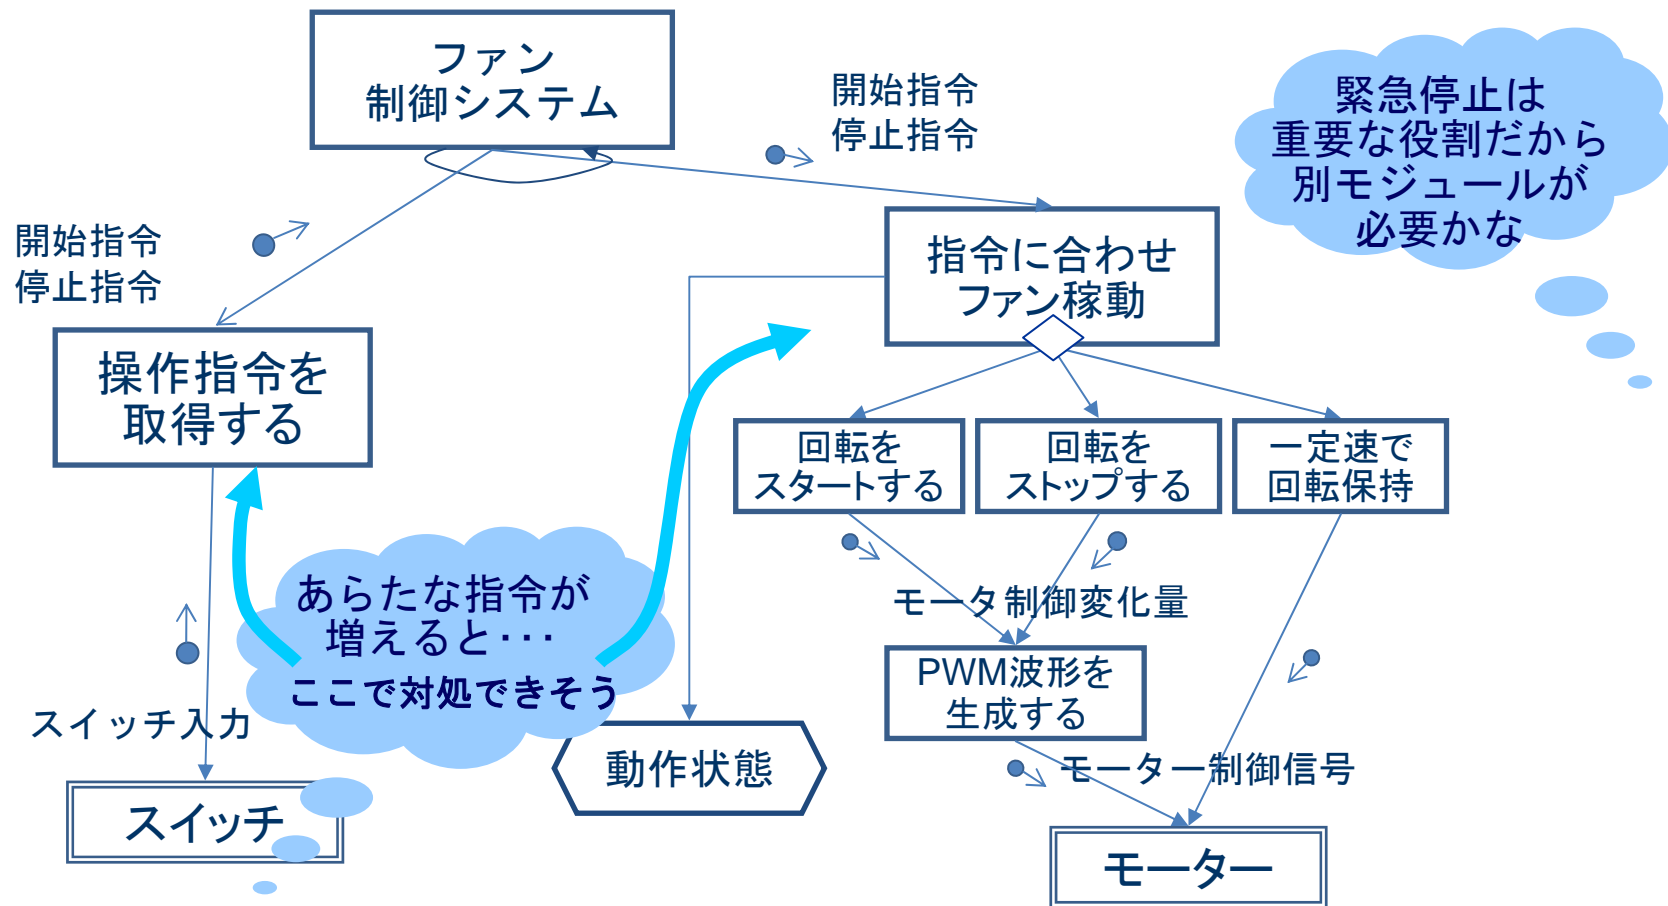 ファン
制御システム
開始指令
停止指令
緊急停止は
重要な役割だから
別モジュールが
必要かな
開始指令
停止指令
指令に合わせ
ファン稼動
操作指令を
取得する
回転を
スタートする
回転を
ストップする
一定速で
回転保持
あらたな指令が
増えると･･･
ここで対処できそう
モータ制御変化量
PWM波形を
生成する
スイッチ入力
動作状態
モーター制御信号
スイッチ
モーター